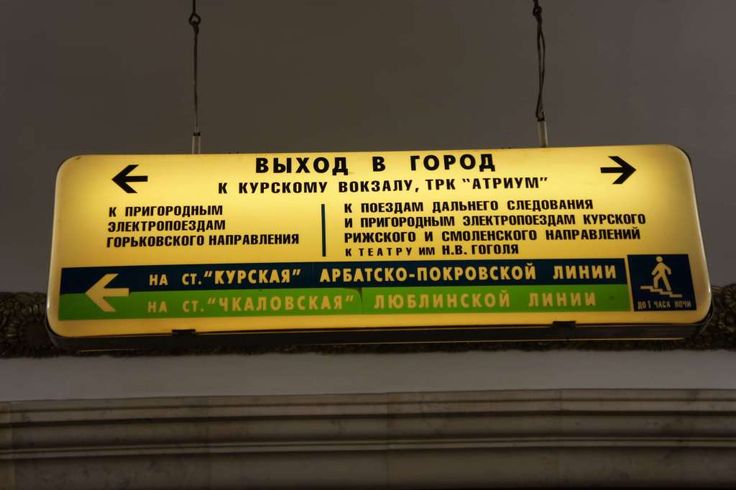 ВЫХОД В ГОРОД
К КУРСКОМУ ВОКЗАЛУ, ТРК "АТРИУМ"
К ПРИГОРОДНЫМ
ЭЛЕКТРОПОЕЗДАМ
ГОРЬКОВСКОГО НАПРАВЛЕНИЯ
К ПОЕЗДАМ ДАЛЬНЕГО СЛЕДОВАНИЯ
И ПРИГОРОДНЫМ ЭЛЕКТРОПОЕЗДАМ КУРСКОГО
РИЖСКОГО И СМОЛЕНСКОГО НАПРАВЛЕНИЙ
К ТЕАТРУ ИМ Н.В. ГОГОЛЯ
НА СТ. "КУРСКАЯ" АРБАТСКО-ПОКРОВСКОЙ ЛИНИИ
НА СТ. "ЧКАЛОВСКАЯ" ЛЮБЛИНСКОЙ ЛИНИИ
ДО 1 ЧАСА НОЧИ